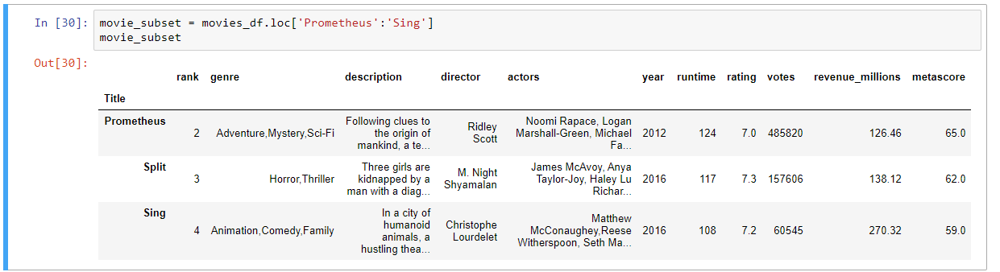 In [30]: movie_subset = movies_df.loc['Prometheus':'Sing']
movie_subset
Out[30]:
rank genre description director actors year runtime rating votes revenue_millions metascore
Title
Prometheus 2 Adventure,Mystery,Sci-Fi Following clues to the origin of mankind, a te... Ridley Scott Noomi Rapace, Logan Marshall-Green, Michael Fa... 2012 124 7.0 485820 126.46 65.0
Split 3 Horror,Thriller Three girls are kidnapped by a man with a diag... M. Night Shyamalan James McAvoy, Anya Taylor-Joy, Haley Lu Richar... 2016 117 7.3 157606 138.12 62.0
Sing 4 Animation,Comedy,Family In a city of humanoid animals, a hustling thea... Christophe Lourdelet Matthew McConaughey,Reese Witherspoon, Seth Ma... 2016 108 7.2 60545 270.32 59.0